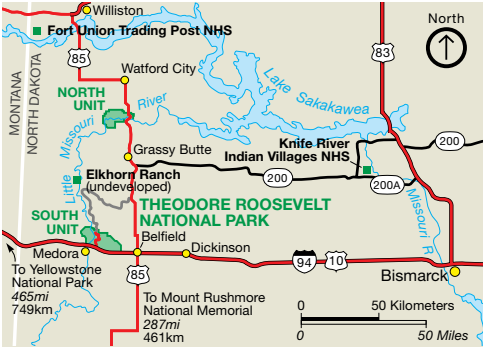 Williston
Fort Union Trading Post NHS
North
85
83
Watford City
Lake Sakakawea
MONTANA
NORTH DAKOTA
NORTH
UNIT
Little Missouri River
Grassy Butte
Knife River
Indian Villages NHS
200
200
200A
Elkhorn Ranch
(undeveloped)
THEODORE ROOSEVELT
NATIONAL PARK
Missouri R
SOUTH
UNIT
Belfield
Medora
Dickinson
94
10
Bismarck
To Yellowstone
National Park
465mi
749km
85
To Mount Rushmore
National Memorial
287mi
461km
0
50 Kilometers
0
50 Miles